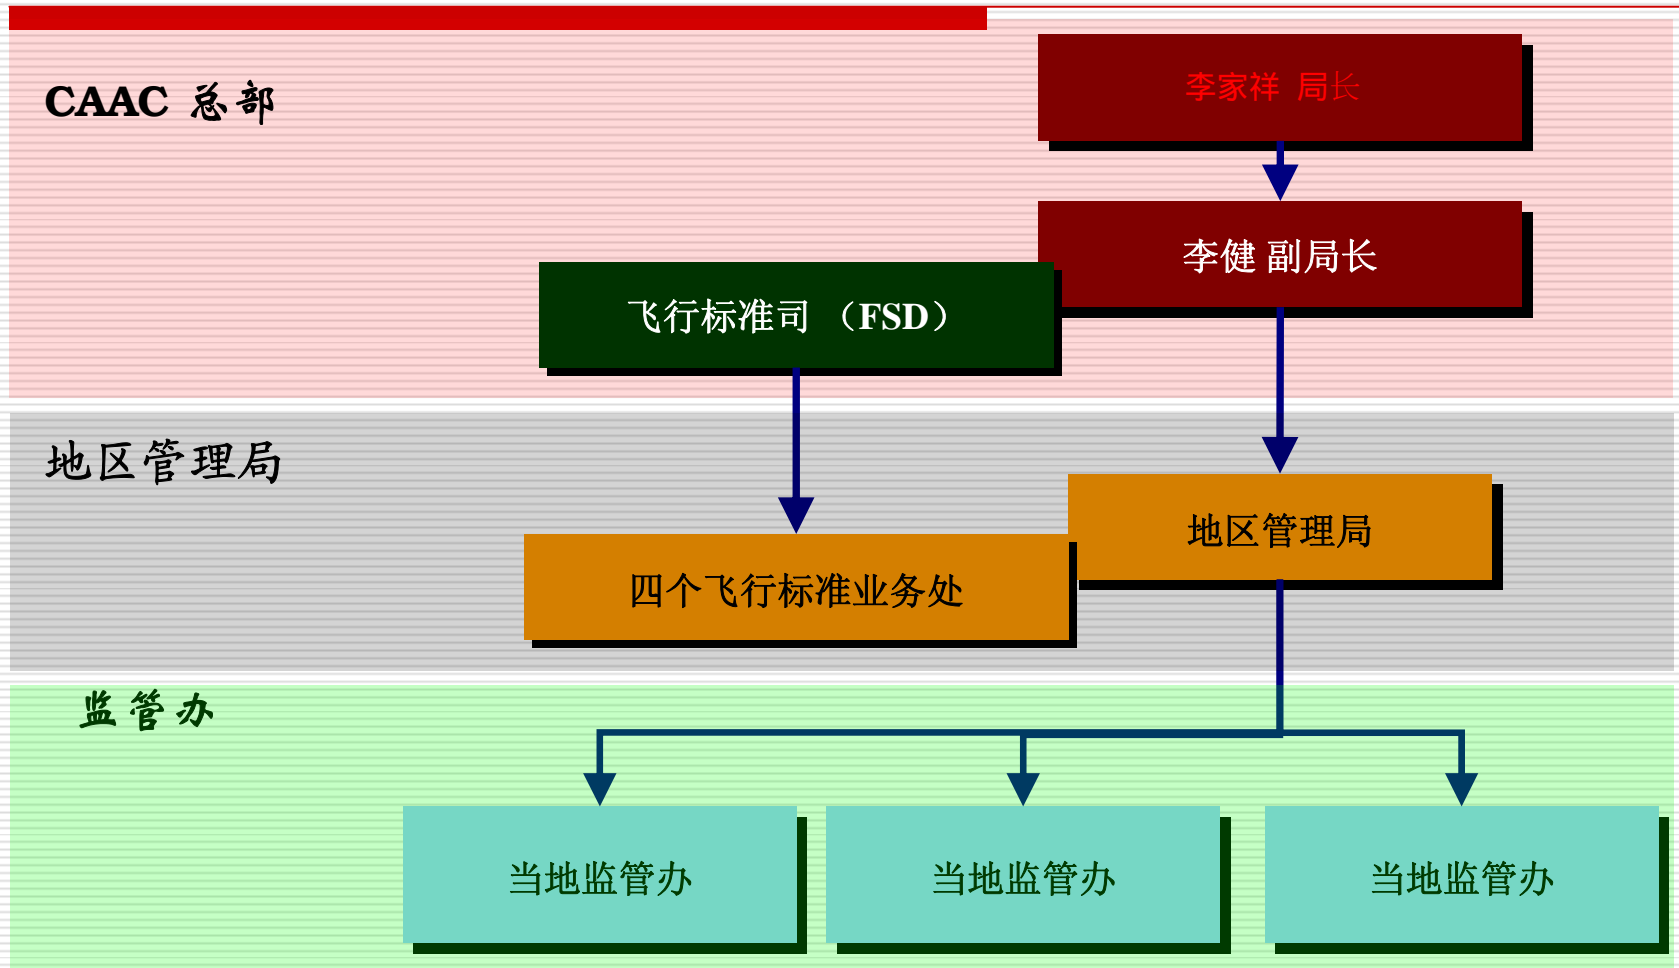 CAAC 总部
李家祥 局长
李健 副局长
飞行标准司 （FSD）
地区管理局
地区管理局
四个飞行标准业务处
监管办
当地监管办
当地监管办
当地监管办